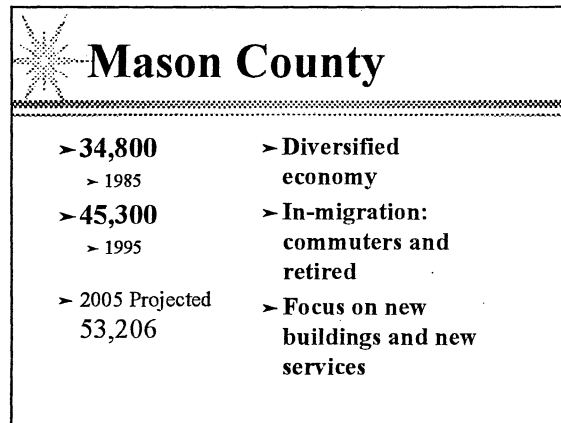 Mason County
➢34,800
➢ 1985
➢45,300
➢ 1995
➢ 2005 Projected
53,206
➢Diversified
economy
➢In-migration:
commuters and
retired
➢Focus on new
buildings and new
services